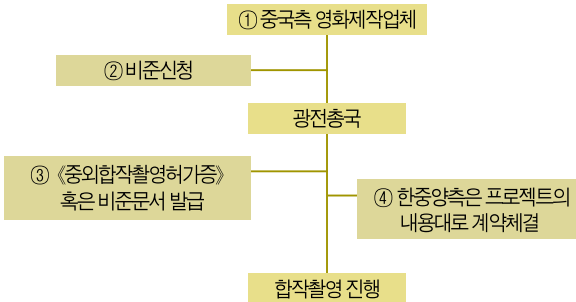 ① 중국측 영화제작업체
② 비준신청
광전총국
③ 《중외합작촬영허가증》
혹은 비준문서 발급
④ 한중양측은 프로젝트의
내용대로 계약체결
합작촬영 진행